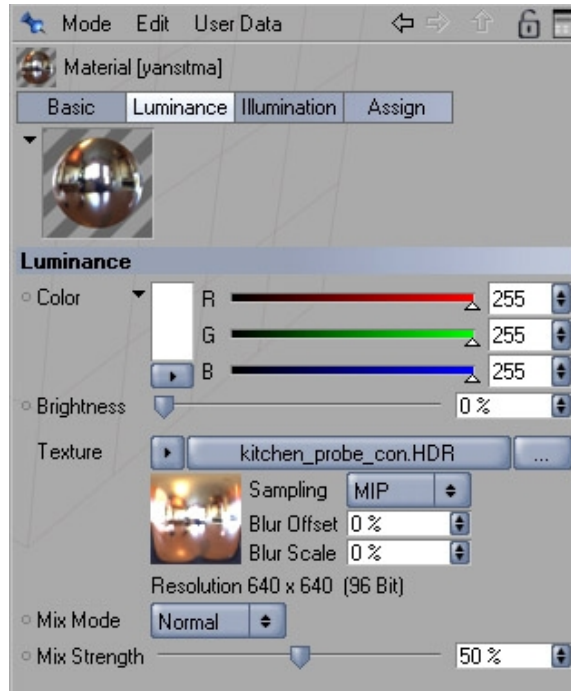 Mode Edit User Data
Material [yansıtma]
Basic Luminance Illumination Assign
Luminance
Color R 255
G 255
B 255
Brightness 0 %
Texture kitchen_probe_con.HDR ...
Sampling MIP
Blur Offset 0 %
Blur Scale 0 %
Resolution 640 x 640 (96 Bit)
Mix Mode Normal
Mix Strength 50 %